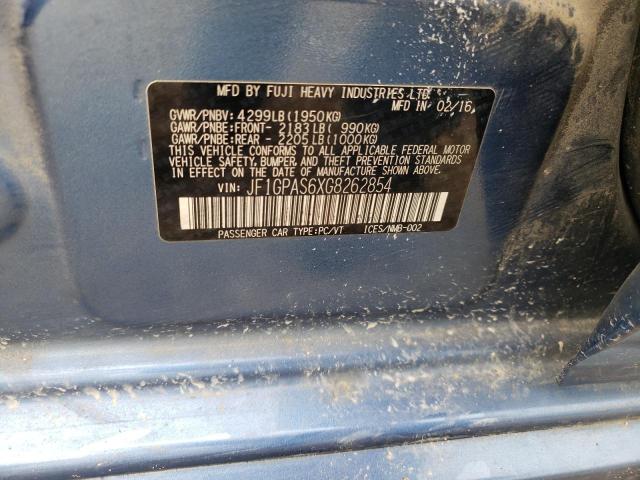 MFD BY FUJI HEAVY INDUSTRIES LTD.
MFD IN 02/16
GVWR/PNBV: 4299LB(1950KG)
GAWR/PNBE:FRONT- 2183LB( 990KG)
GAWR/PNBE:REAR - 2205LB(1000KG)
THIS VEHICLE CONFORMS TO ALL APPLICABLE FEDERAL MOTOR
VEHICLE SAFETY, BUMPER, AND THEFT PREVENTION STANDARDS
IN EFFECT ON THE DATE OF MANUFACTURE SHOWN ABOVE.
VIN: JF1GPAS6XG8262854
PASSENGER CAR TYPE:PC/VT ICES/NMB-002